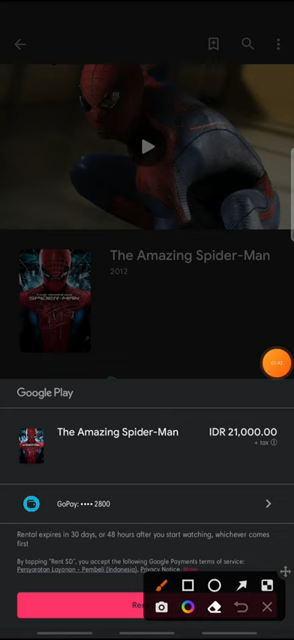 The Amazing Spider-Man
2012
Google Play
The Amazing Spider-Man
IDR 21,000.00
+ tax
GoPay: •••• 2800
Rental expires in 30 days, or 48 hours after you start watching, whichever comes
first
By tapping "Rent SD", you accept the following Google Payments terms of service:
Persyaratan Layanan - Pembeli (Indonesia), Privacy Notice. More